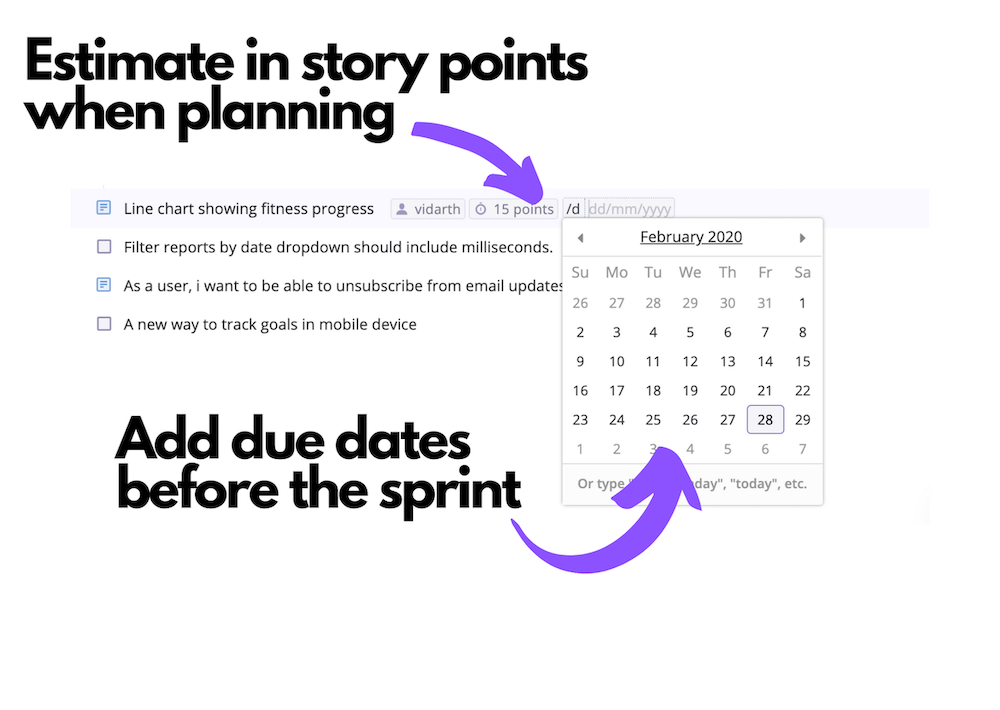 Estimate in story points
when planning
Line chart showing fitness progress vidarth 15 points /d dd/mm/yyyy
Filter reports by date dropdown should include milliseconds.
As a user, i want to be able to unsubscribe from email updates
A new way to track goals in mobile device
February 2020
Su Mo Tu We Th Fr Sa
26 27 28 29 30 31 1
2 3 4 5 6 7 8
9 10 11 12 13 14 15
16 17 18 19 20 21 22
23 24 25 26 27 28 29
1 2 3 4 5 6 7
Or type "today", etc.
Add due dates
before the sprint